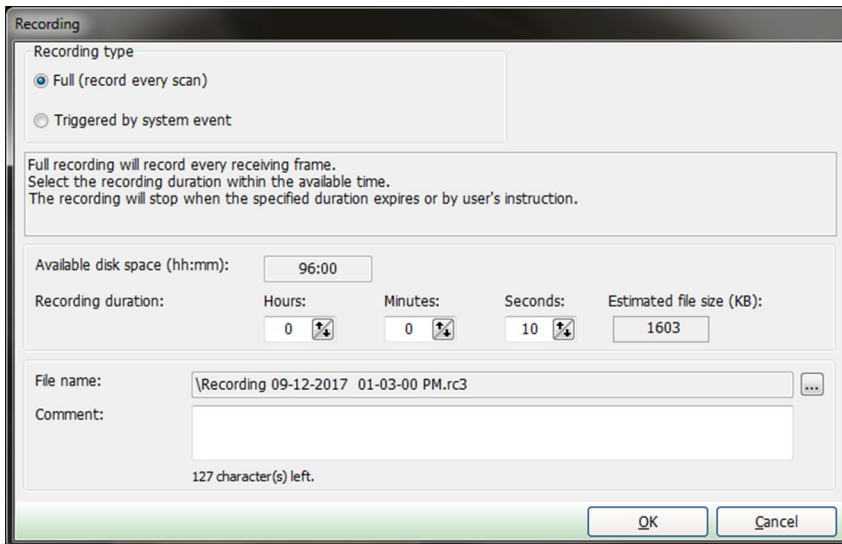 Recording
Recording type
Full (record every scan)
Triggered by system event
Full recording will record every receiving frame.
Select the recording duration within the available time.
The recording will stop when the specified duration expires or by user's instruction.
Available disk space (hh:mm): 96:00
Recording duration: Hours: Minutes: Seconds: Estimated file size (KB):
0 0 10 1603
File name: \Recording 09-12-2017 01-03-00 PM.rc3 ...
Comment:
127 character(s) left.
OK Cancel